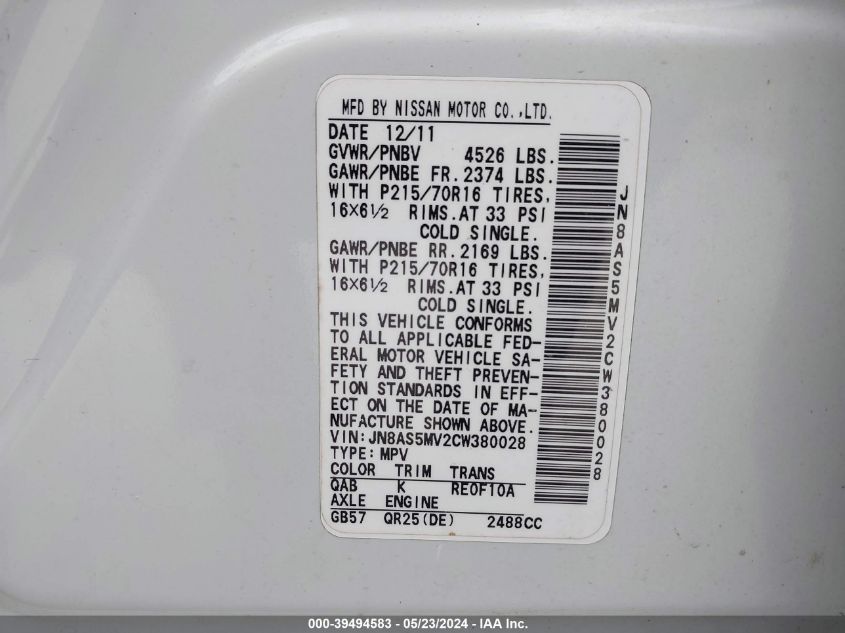 MFD BY NISSAN MOTOR CO.,LTD.
DATE 12/11
GVWR/PNBV 4526 LBS.
GAWR/PNBE FR. 2374 LBS.
WITH P215/70R16 TIRES,
16X6½ RIMS.AT 33 PSI
COLD SINGLE.
GAWR/PNBE RR. 2169 LBS.
WITH P215/70R16 TIRES,
16X6½ RIMS.AT 33 PSI
COLD SINGLE.
THIS VEHICLE CONFORMS
TO ALL APPLICABLE FED-
ERAL MOTOR VEHICLE SA-
FETY AND THEFT PREVEN-
TION STANDARDS IN EFF-
ECT ON THE DATE OF MA-
NUFACTURE SHOWN ABOVE.
VIN:JN8AS5MV2CW380028
TYPE:MPV
COLOR TRIM TRANS
QAB K RE0F10A
AXLE ENGINE
GB57 QR25(DE) 2488CC
JN8AS5MV2CW380028
000-39494583 - 05/23/2024 - IAA Inc.